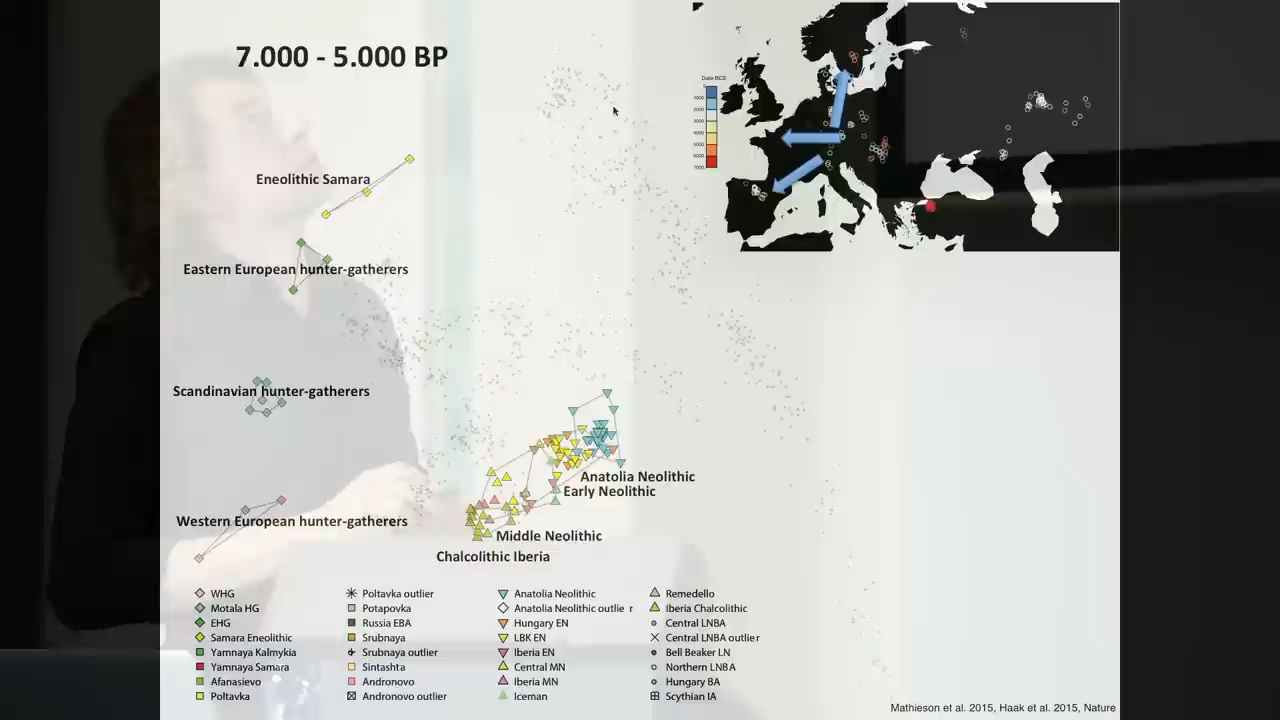 7.000 - 5.000 BP
Date BCE
Eneolithic Samara
Eastern European hunter-gatherers
Scandinavian hunter-gatherers
Anatolia Neolithic
Early Neolithic
Western European hunter-gatherers
Middle Neolithic
Chalcolithic Iberia
WHG
Motala HG
EHG
Samara Eneolithic
Yamnaya Kalmykia
Yamnaya Samara
Afanasievo
Poltavka
Poltavka outlier
Potapovka
Russia EBA
Srubnaya
Srubnaya outlier
Sintashta
Andronovo
Andronovo outlier
Anatolia Neolithic
Anatolia Neolithic outlie r
Hungary EN
LBK EN
Iberia EN
Central MN
Iberia MN
Iceman
Remedello
Iberia Chalcolithic
Central LNBA
Central LNBA outlier
Bell Beaker LN
Northern LNBA
Hungary BA
Scythian IA
Mathieson et al. 2015, Haak et al. 2015, Nature